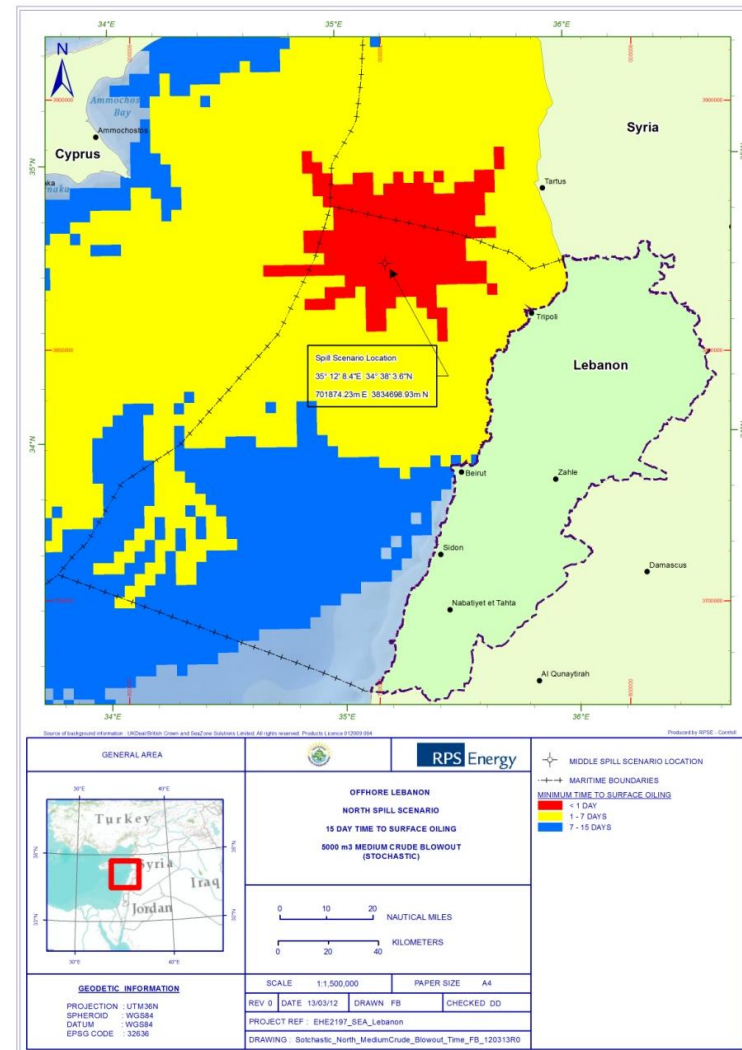 34°E
35°E
36°E
N
Ammochos
Bay
Ammochostos
Cyprus
Syria
Tartus
35°N
Tripoli
Spill Scenario Location
35° 12' 8.4"E 34° 38' 3.6"N
701874.23m E 3834698.93m N
Lebanon
34°N
Beirut
Zahle
Sidon
Damascus
Nabatiyet et Tahta
Al Qunaytirah
34°E
35°E
36°E
GENERAL AREA
30°E
40°E
Turkey
Syria
Iraq
Jordan
30°E
40°E
GEODETIC INFORMATION
PROJECTION : UTM36N
SPHEROID : WGS84
DATUM : WGS84
EPSG CODE : 32636
RPS Energy
OFFSHORE LEBANON
NORTH SPILL SCENARIO
15 DAY TIME TO SURFACE OILING
5000 m3 MEDIUM CRUDE BLOWOUT
(STOCHASTIC)
0 10 20 NAUTICAL MILES
0 20 40 KILOMETERS
SCALE 1:1,500,000 PAPER SIZE A4
REV 0 DATE 13/03/12 DRAWN FB CHECKED DD
PROJECT REF : EHE2197_SEA_Lebanon
DRAWING : Sotchastic_North_MediumCrude_Blowout_Time_FB_120313R0
MIDDLE SPILL SCENARIO LOCATION
MARITIME BOUNDARIES
MINIMUM TIME TO SURFACE OILING
< 1 DAY
1 - 7 DAYS
7 - 15 DAYS